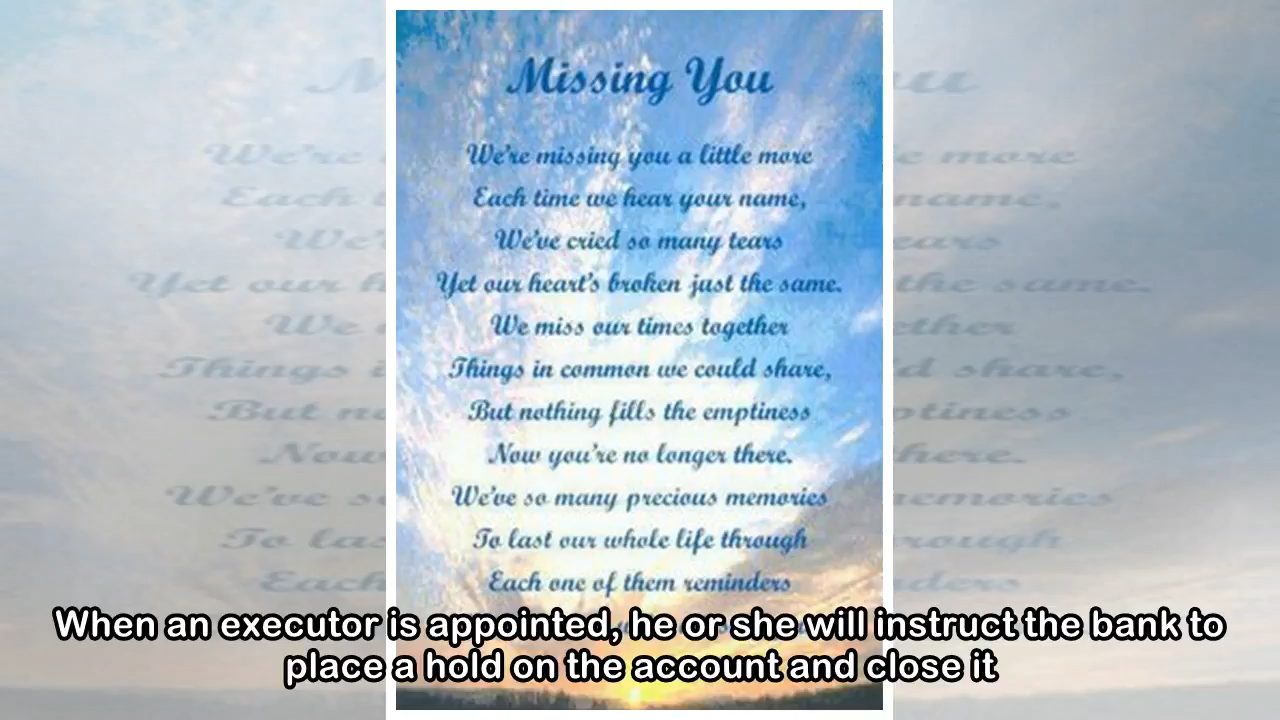 Missing You
We're missing you a little more
Each time we hear your name,
We've cried so many tears
Yet our heart's broken just the same.
We miss our times together
Things in common we could share,
But nothing fills the emptiness
Now you're no longer there.
We've so many precious memories
To last our whole life through
Each one of them reminders
When an executor is appointed, he or she will instruct the bank to
place a hold on the account and close it